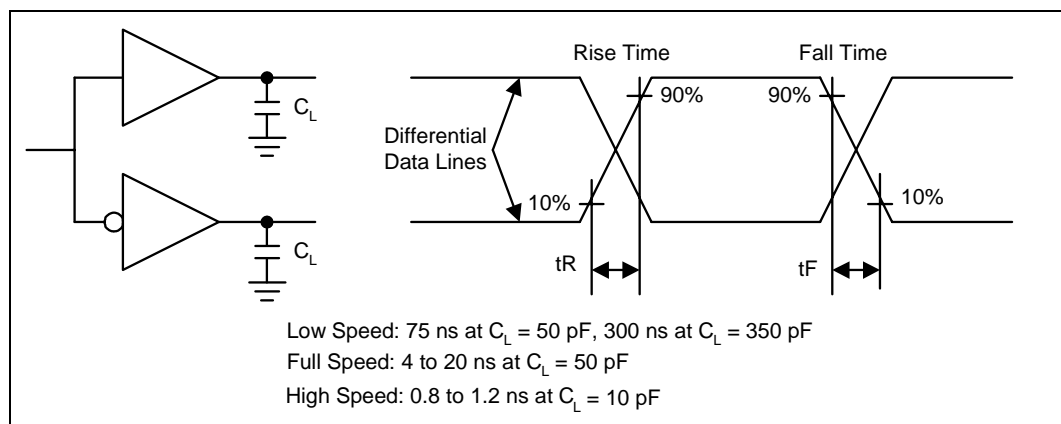 Rise Time
Fall Time
90%
90%
C_L
Differential
Data Lines
10%
10%
C_L
tR
tF
Low Speed: 75 ns at C_L = 50 pF, 300 ns at C_L = 350 pF
Full Speed: 4 to 20 ns at C_L = 50 pF
High Speed: 0.8 to 1.2 ns at C_L = 10 pF